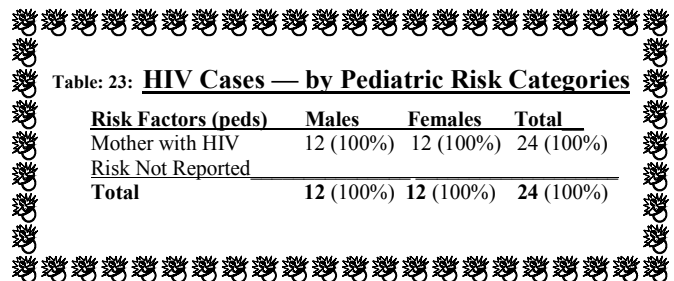 Table: 23: HIV Cases — by Pediatric Risk Categories
Risk Factors (peds) Males Females Total__
Mother with HIV 12 (100%) 12 (100%) 24 (100%)
Risk Not Reported
Total 12 (100%) 12 (100%) 24 (100%)